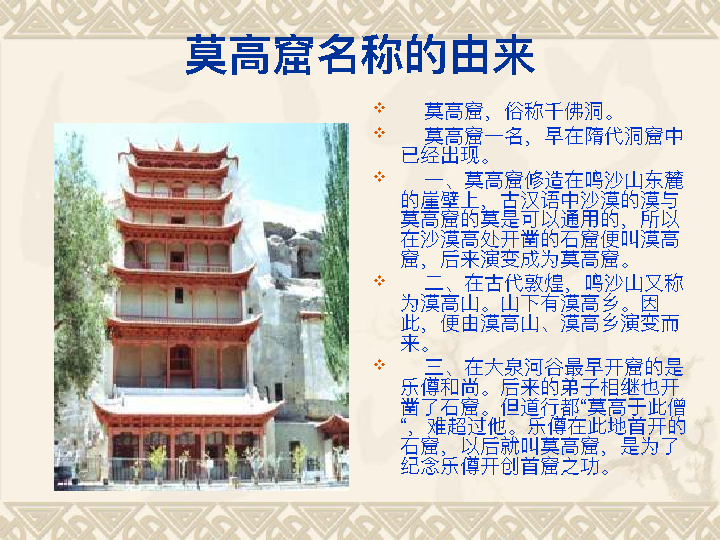 莫高窟名称的由来
莫高窟，俗称千佛洞。
莫高窟一名，早在隋代洞窟中
已经出现。
一、莫高窟修造在鸣沙山东麓
的崖壁上，古汉语中沙漠的漠与
莫高窟的莫是可以通用的，所以
在沙漠高处开凿的石窟便叫漠高
窟，后来演变成为莫高窟。
二、在古代敦煌，鸣沙山又称
为漠高山。山下有漠高乡。因
此，便由漠高山、漠高乡演变而
来。
三、在大泉河谷最早开窟的是
乐僔和尚。后来的弟子相继也开
凿了石窟。但道行都“莫高于此僧
“，难超过他。乐僔在此地首开的
石窟，以后就叫莫高窟，是为了
纪念乐僔开创首窟之功。